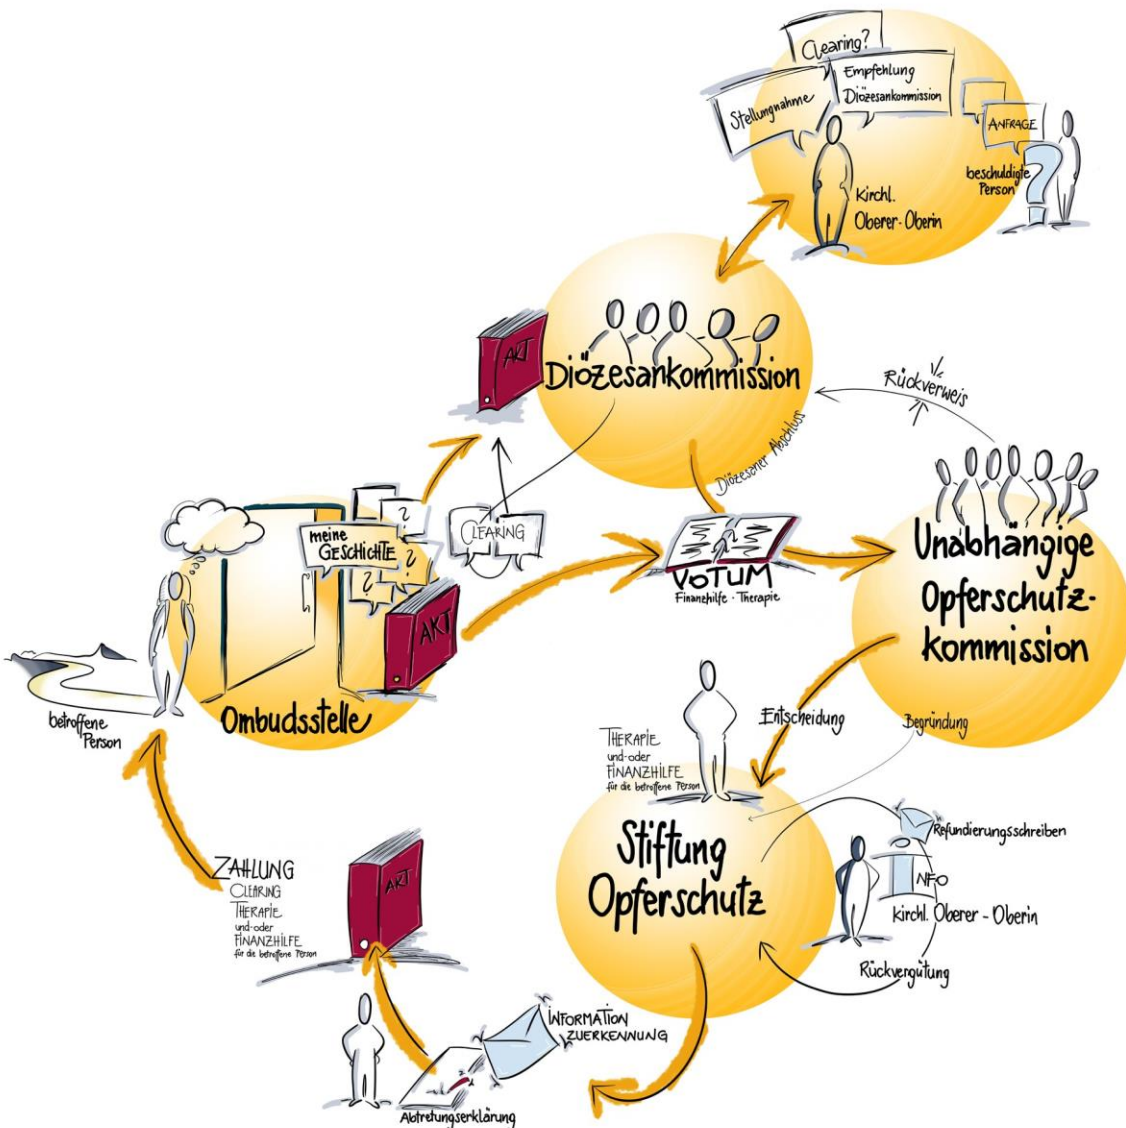 Clearing?
Empfehlung
Diözesankommission
Stellungnahme
ANFRAGE
beschuldigte
Person
Kirchl.
Oberer-Oberin
AKT
Diözesankommission
Rückverweis
Diözesaner Abschluss
CLEARING
meine
GESCHICHTE
?
?
?
?
AKT
VOTUM
Finanzhilfe · Therapie
Unabhängige
Opferschutz-
kommission
betroffene
Person
Ombudsstelle
Entscheidung
Begründung
THERAPIE
und-oder
FINANZHILFE
für die betroffene Person
Stiftung
Opferschutz
Refundierungsschreiben
INFO
Kirchl. Oberer-Oberin
Rückvergütung
ZAHLUNG
CLEARING
THERAPIE
und-oder
FINANZHILFE
für die betroffene Person
AKT
INFORMATION
ZUERKENNUNG
Abtretungserklärung